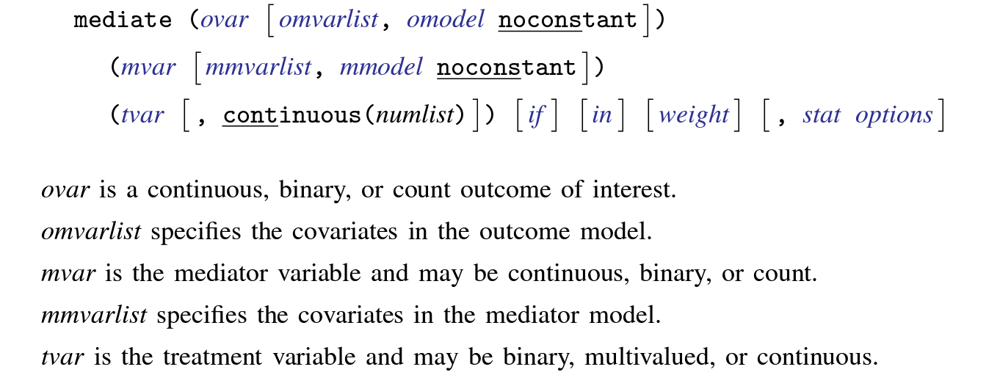 mediate (ovar [omvarlist, omodel noconstant])
(mvar [mmvarlist, mmodel noconstant])
(tvar [, continuous(numlist)]) [if] [in] [weight] [, stat options]
ovar is a continuous, binary, or count outcome of interest.
omvarlist specifies the covariates in the outcome model.
mvar is the mediator variable and may be continuous, binary, or count.
mmvarlist specifies the covariates in the mediator model.
tvar is the treatment variable and may be binary, multivalued, or continuous.